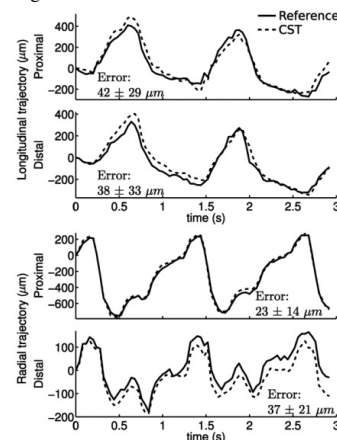 Reference
CST
400
200
0
−200
Longitudinal trajectory (µm)
Proximal
Error:
42 ± 29 µm
400
200
0
−200
Distal
Error:
38 ± 33 µm
0 0.5 1 1.5 2 2.5 3
time (s)
200
0
−200
−400
−600
Radial trajectory (µm)
Proximal
Error:
23 ± 14 µm
100
0
−100
−200
Distal
Error:
37 ± 21 µm
0 0.5 1 1.5 2 2.5 3
time (s)